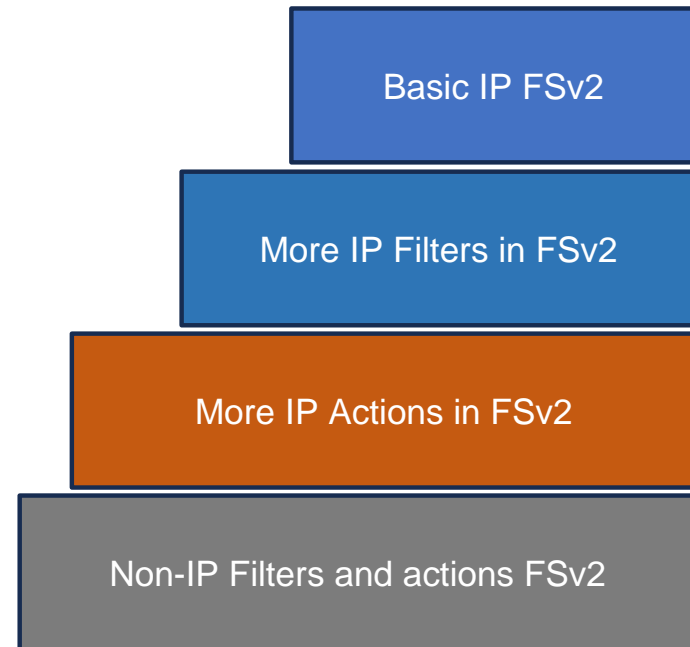 Basic IP FSv2
More IP Filters in FSv2
More IP Actions in FSv2
Non-IP Filters and actions FSv2